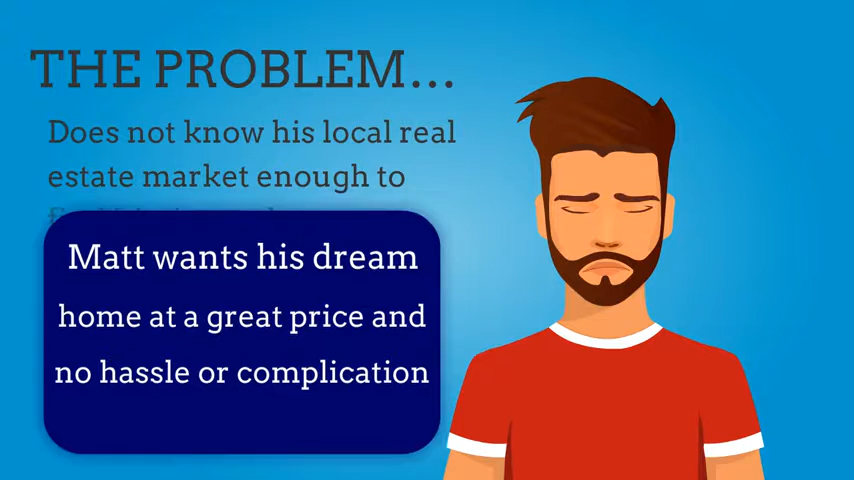 THE PROBLEM...
Does not know his local real
estate market enough to
Matt wants his dream
home at a great price and
no hassle or complication